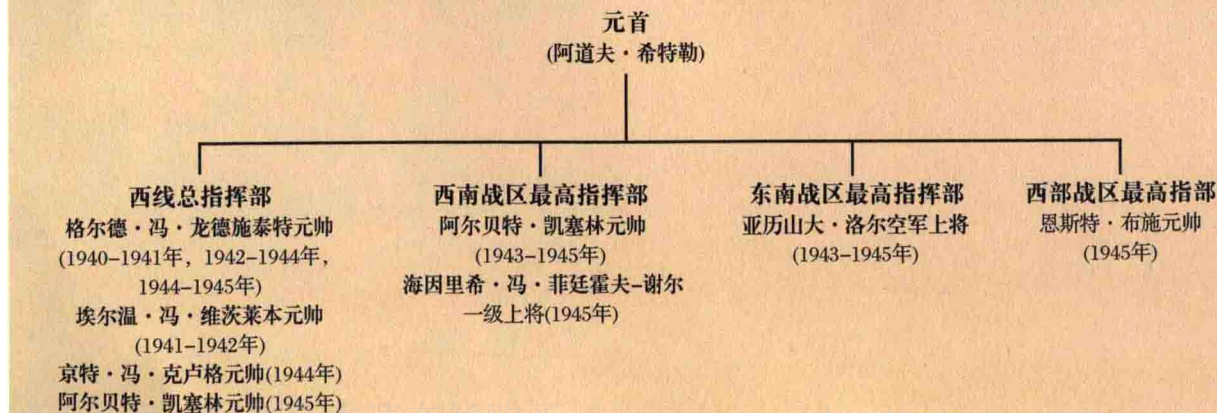 元首
(阿道夫·希特勒)
西线总指挥部
格尔德·冯·龙德施泰特元帅
(1940–1941年，1942–1944年，
1944–1945年)
埃尔温·冯·维茨莱本元帅
(1941–1942年)
京特·冯·克卢格元帅(1944年)
阿尔贝特·凯塞林元帅(1945年)
西南战区最高指挥部
阿尔贝特·凯塞林元帅
(1943–1945年)
海因里希·冯·菲廷霍夫–谢尔
一级上将(1945年)
东南战区最高指挥部
亚历山大·洛尔空军上将
(1943–1945年)
西部战区最高指挥部
恩斯特·布施元帅
(1945年)